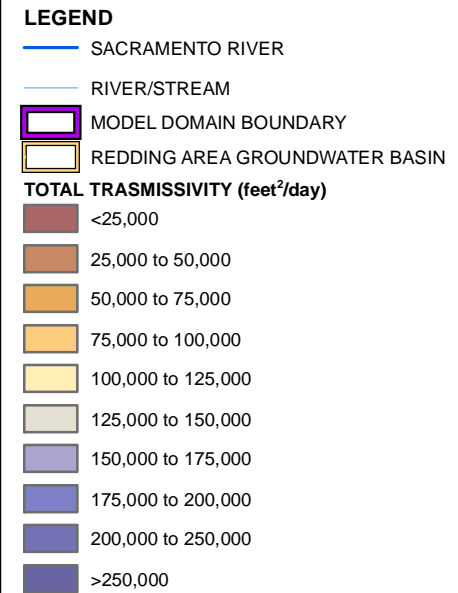 LEGEND
SACRAMENTO RIVER
RIVER/STREAM
MODEL DOMAIN BOUNDARY
REDDING AREA GROUNDWATER BASIN
TOTAL TRASMISSIVITY (feet²/day)
<25,000
25,000 to 50,000
50,000 to 75,000
75,000 to 100,000
100,000 to 125,000
125,000 to 150,000
150,000 to 175,000
175,000 to 200,000
200,000 to 250,000
>250,000